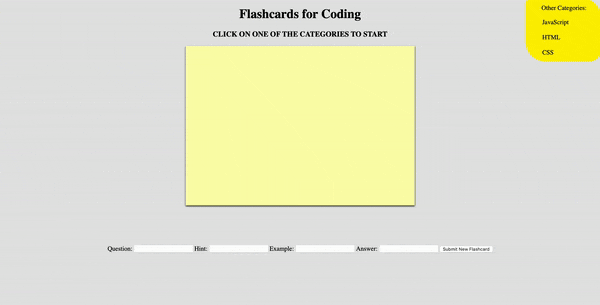 Flashcards for Coding
CLICK ON ONE OF THE CATEGORIES TO START
Other Categories:
JavaScript
HTML
CSS
Question: Hint: Example: Answer: Submit New Flashcard